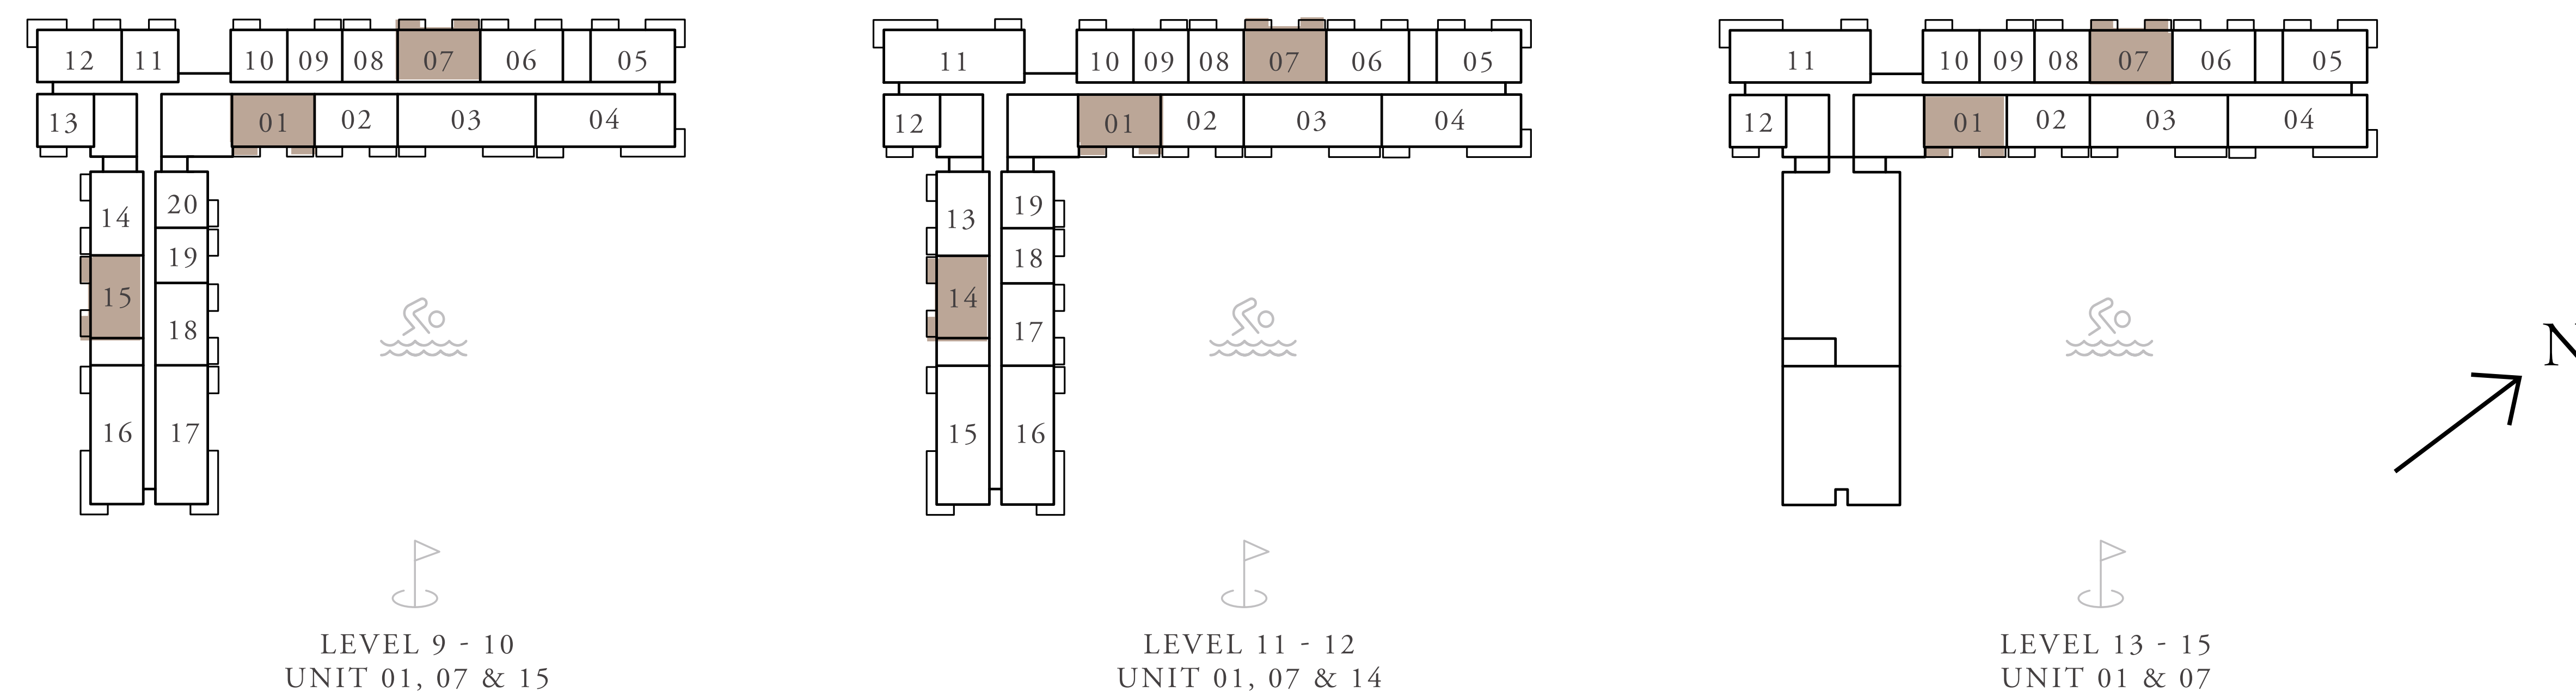 12 11 10 09 08 07 06 05
13 01 02 03 04
14 20
19
15
18
16 17
LEVEL 9 - 10
UNIT 01, 07 & 15
11 10 09 08 07 06 05
12 01 02 03 04
13 19
18
14
17
15 16
LEVEL 11 - 12
UNIT 01, 07 & 14
11 10 09 08 07 06 05
12 01 02 03 04
LEVEL 13 - 15
UNIT 01 & 07
N